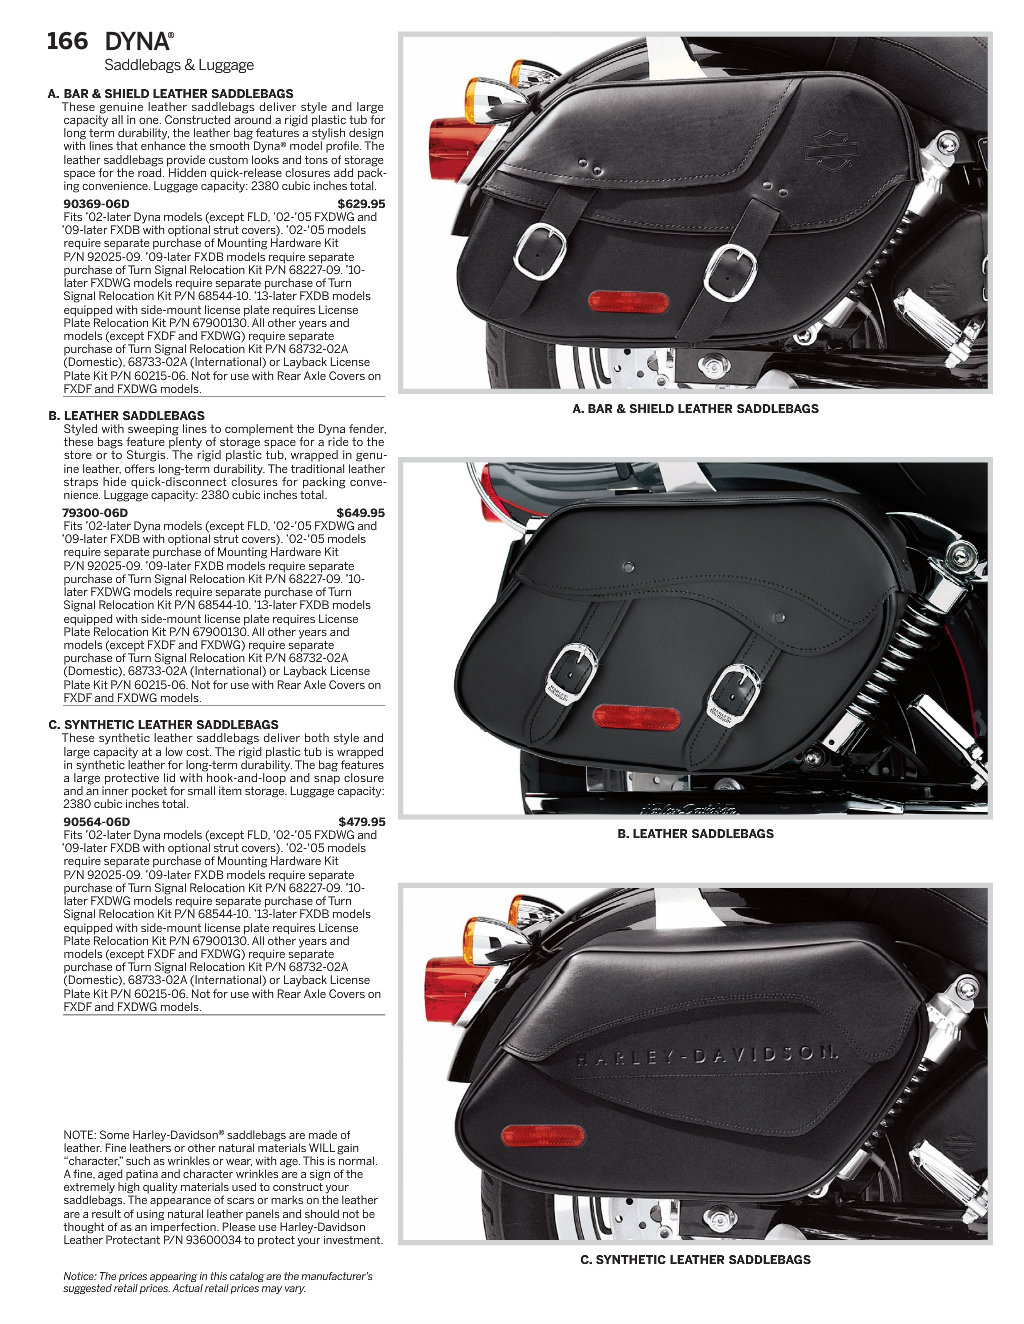 166 DYNA®
Saddlebags & Luggage
A. BAR & SHIELD LEATHER SADDLEBAGS
These genuine leather saddlebags deliver style and large
capacity all in one. Constructed around a rigid plastic tub for
long term durability, the leather bag features a stylish design
with lines that enhance the smooth Dyna® model profile. The
leather saddlebags provide custom looks and tons of storage
space for the road. Hidden quick-release closures add pack-
ing convenience. Luggage capacity: 2380 cubic inches total.
90369-06D $629.95
Fits '02-later Dyna models (except FLD, '02-'05 FXDWG and
'09-later FXDB with optional strut covers). '02-'05 models
require separate purchase of Mounting Hardware Kit
P/N 92025-09. '09-later FXDB models require separate
purchase of Turn Signal Relocation Kit P/N 68227-09. '10-
later FXDWG models require separate purchase of Turn
Signal Relocation Kit P/N 68544-10. '13-later FXDB models
equipped with side-mount license plate requires License
Plate Relocation Kit P/N 67900130. All other years and
models (except FXDF and FXDWG) require separate
purchase of Turn Signal Relocation Kit P/N 68732-02A
(Domestic), 68733-02A (International) or Layback License
Plate Kit P/N 60215-06. Not for use with Rear Axle Covers on
FXDF and FXDWG models.
B. LEATHER SADDLEBAGS
Styled with sweeping lines to complement the Dyna fender,
these bags feature plenty of storage space for a ride to the
store or to Sturgis. The rigid plastic tub, wrapped in genu-
ine leather, offers long-term durability. The traditional leather
straps hide quick-disconnect closures for packing conve-
nience. Luggage capacity: 2380 cubic inches total.
79300-06D $649.95
Fits '02-later Dyna models (except FLD, '02-'05 FXDWG and
'09-later FXDB with optional strut covers). '02-'05 models
require separate purchase of Mounting Hardware Kit
P/N 92025-09. '09-later FXDB models require separate
purchase of Turn Signal Relocation Kit P/N 68227-09. '10-
later FXDWG models require separate purchase of Turn
Signal Relocation Kit P/N 68544-10. '13-later FXDB models
equipped with side-mount license plate requires License
Plate Relocation Kit P/N 67900130. All other years and
models (except FXDF and FXDWG) require separate
purchase of Turn Signal Relocation Kit P/N 68732-02A
(Domestic), 68733-02A (International) or Layback License
Plate Kit P/N 60215-06. Not for use with Rear Axle Covers on
FXDF and FXDWG models.
C. SYNTHETIC LEATHER SADDLEBAGS
These synthetic leather saddlebags deliver both style and
large capacity at a low cost. The rigid plastic tub is wrapped
in synthetic leather for long-term durability. The bag features
a large protective lid with hook-and-loop and snap closure
and an inner pocket for small item storage. Luggage capacity:
2380 cubic inches total.
90564-06D $479.95
Fits '02-later Dyna models (except FLD, '02-'05 FXDWG and
'09-later FXDB with optional strut covers). '02-'05 models
require separate purchase of Mounting Hardware Kit
P/N 92025-09. '09-later FXDB models require separate
purchase of Turn Signal Relocation Kit P/N 68227-09. '10-
later FXDWG models require separate purchase of Turn
Signal Relocation Kit P/N 68544-10. '13-later FXDB models
equipped with side-mount license plate requires License
Plate Relocation Kit P/N 67900130. All other years and
models (except FXDF and FXDWG) require separate
purchase of Turn Signal Relocation Kit P/N 68732-02A
(Domestic), 68733-02A (International) or Layback License
Plate Kit P/N 60215-06. Not for use with Rear Axle Covers on
FXDF and FXDWG models.
NOTE: Some Harley-Davidson® saddlebags are made of
leather. Fine leathers or other natural materials WILL gain
“character,” such as wrinkles or wear, with age. This is normal.
A fine, aged patina and character wrinkles are a sign of the
extremely high quality materials used to construct your
saddlebags. The appearance of scars or marks on the leather
are a result of using natural leather panels and should not be
thought of as an imperfection. Please use Harley-Davidson
Leather Protectant P/N 93600034 to protect your investment.
Notice: The prices appearing in this catalog are the manufacturer's
suggested retail prices. Actual retail prices may vary.
A. BAR & SHIELD LEATHER SADDLEBAGS
Harley-Davidson
B. LEATHER SADDLEBAGS
HARLEY-DAVIDSON.
C. SYNTHETIC LEATHER SADDLEBAGS